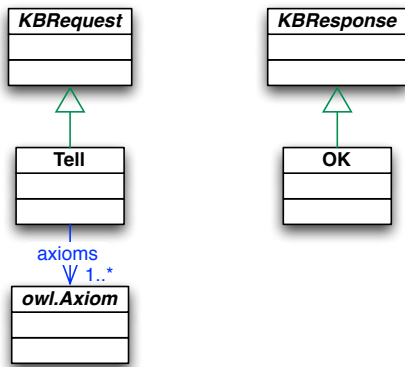 KBRequest
KBResponse
Tell
OK
axioms
1..*
owl.Axiom